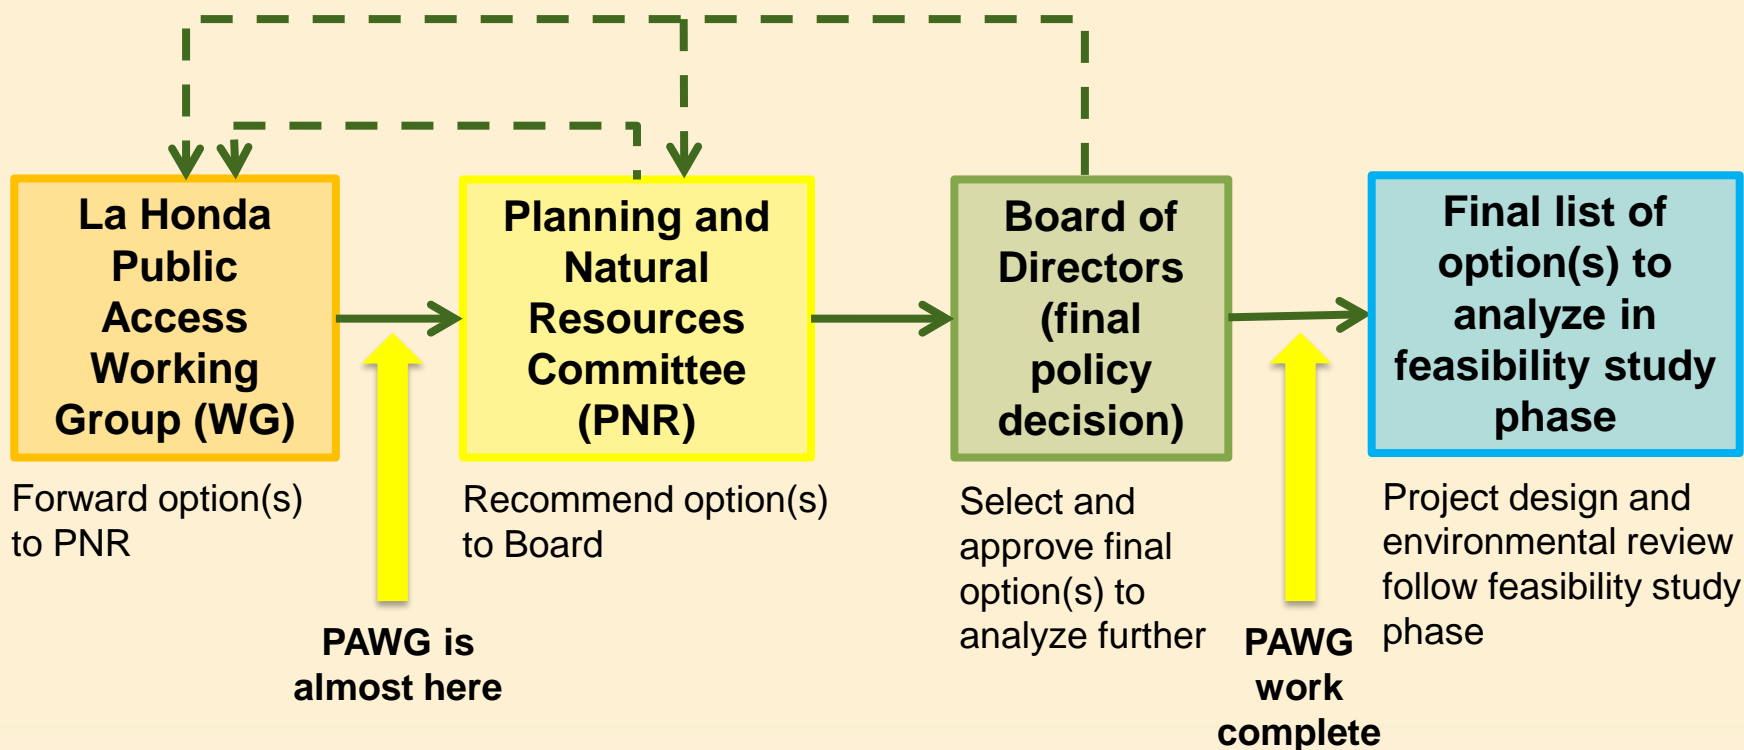 La Honda
Public
Access
Working
Group (WG)
Planning and
Natural
Resources
Committee
(PNR)
Board of
Directors
(final
policy
decision)
Final list of
option(s) to
analyze in
feasibility study
phase
Forward option(s)
to PNR
Recommend option(s)
to Board
Select and
approve final
option(s) to
analyze further
Project design and
environmental review
follow feasibility study
phase
PAWG is
almost here
PAWG
work
complete